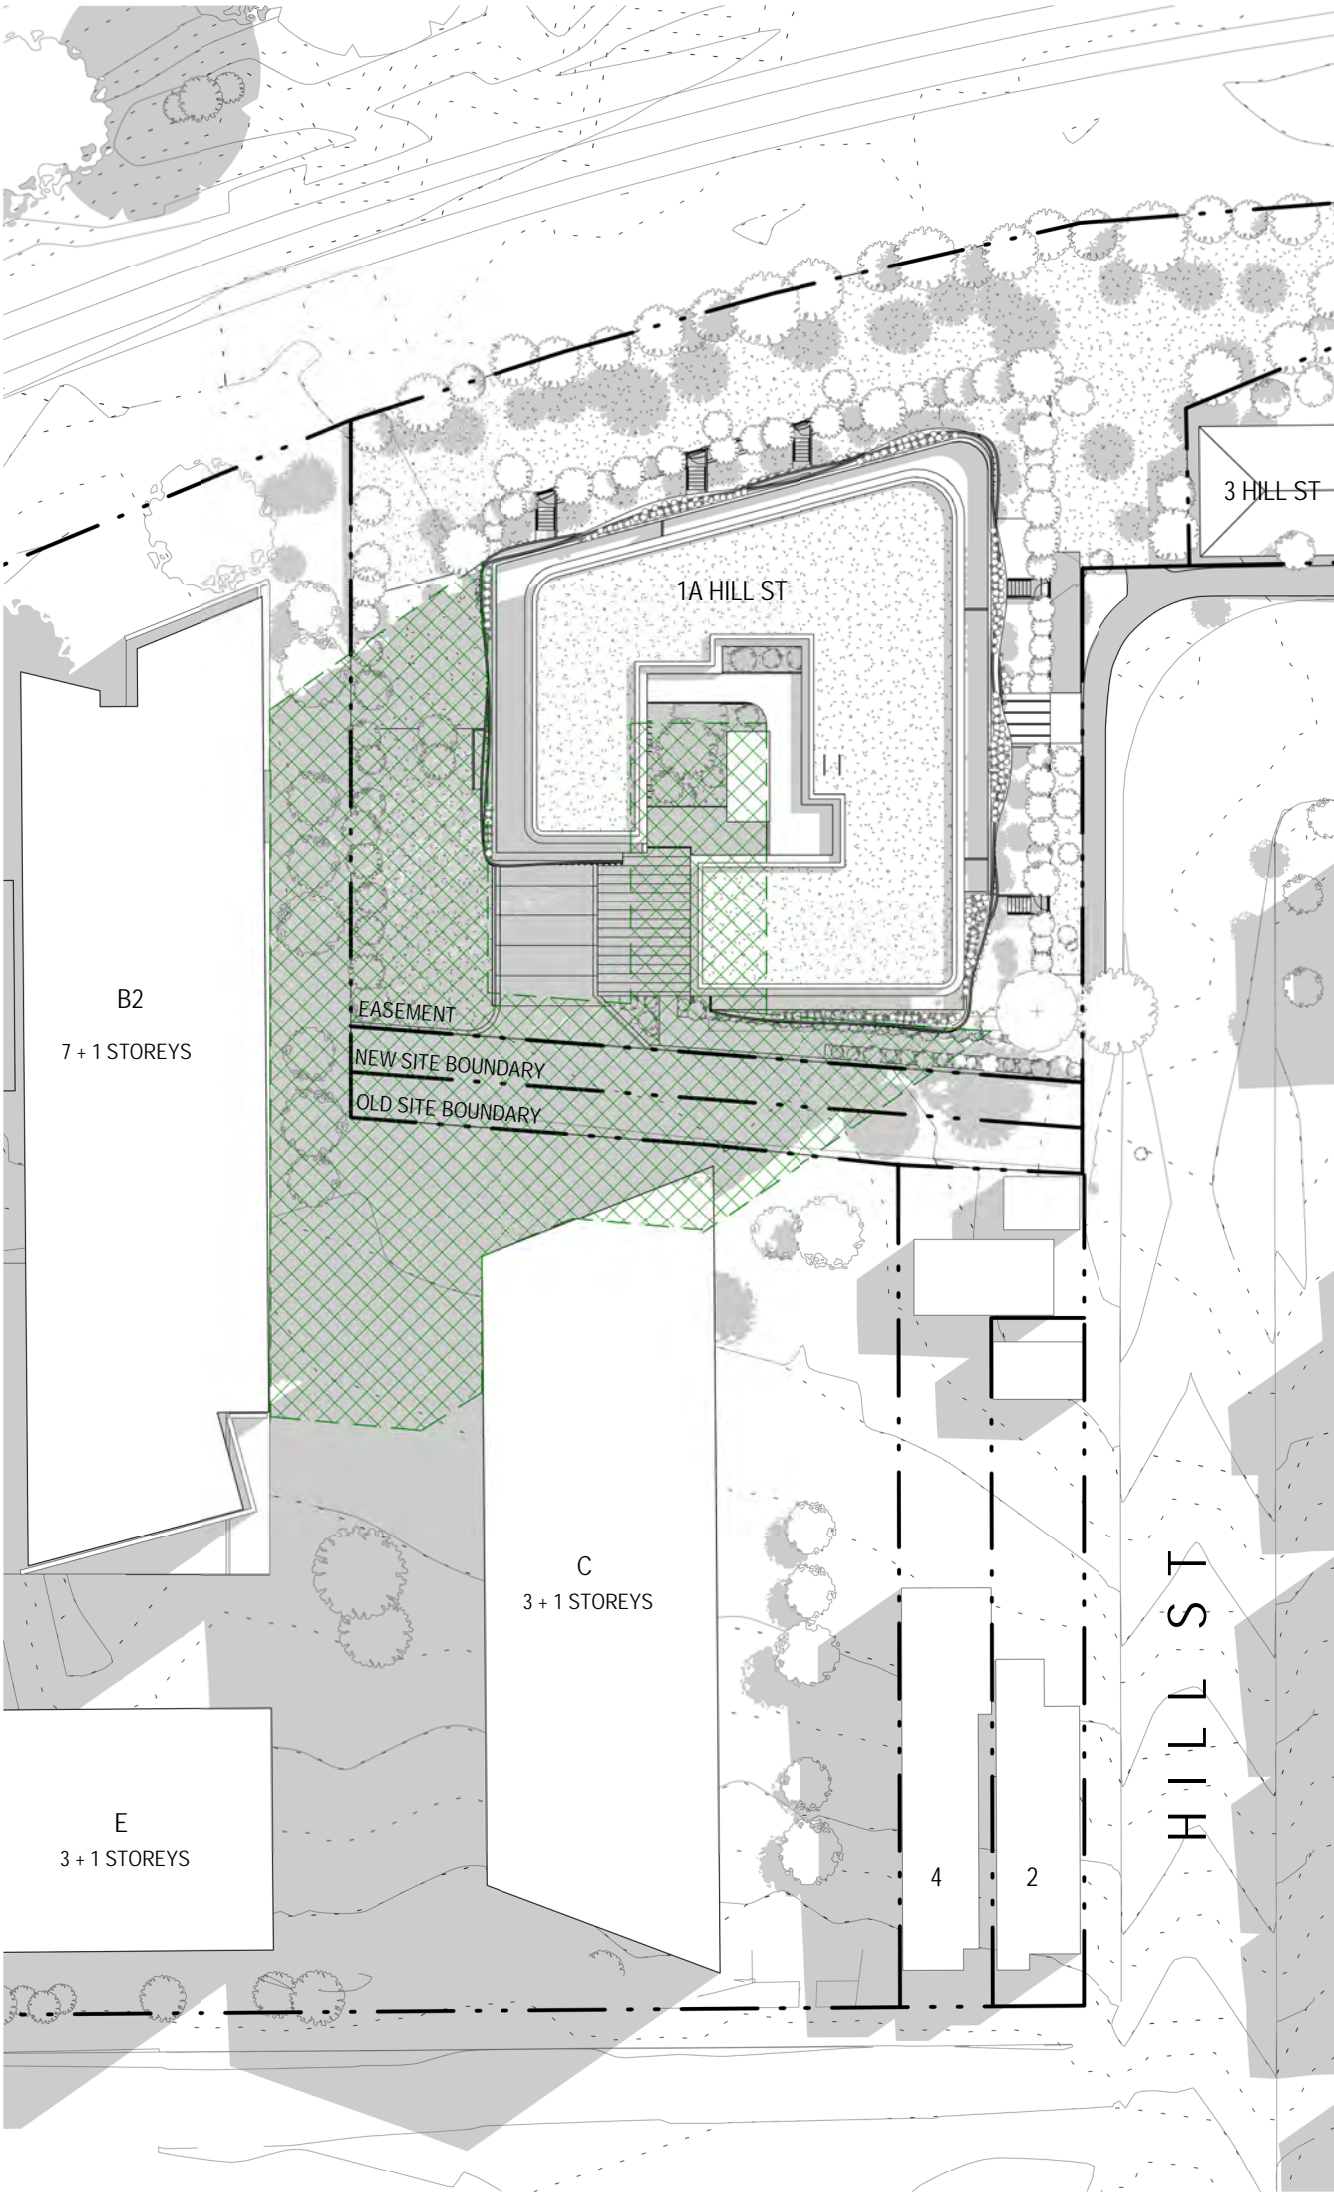 3 HILL ST
1A HILL ST
B2
7 + 1 STOREYS
EASEMENT
NEW SITE BOUNDARY
OLD SITE BOUNDARY
C
3 + 1 STOREYS
HILL ST
E
3 + 1 STOREYS
4
2